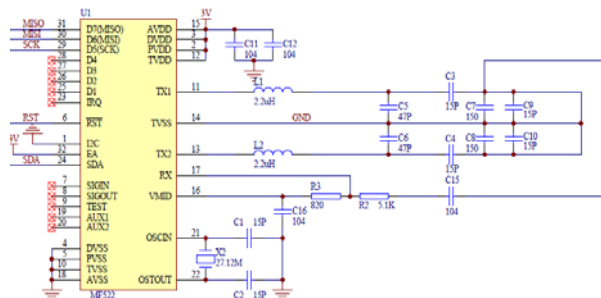 U1
3V
MISO 31 D7(MISO) AVDD 15
MISI 30 D6(MISI) DVDD 3
SCK 29 D5(SCK) PVDD 2
28 D4 TVDD 12
27 D3
26 D2
25 D1 TX1 11
23 IRQ
C11 104
C12 104
L1
2.2uH
C3
15P
C5
47P
C7
150
C9
15P
RST 6 RST TVSS 14 GND
1 I2C
32 EA TX2 13
SDA 24 SDA
L2
2.2uH
C6
47P
C4
15P
C8
150
C10
15P
RX 17
7 SIGIN VMID 16
8 SIGOUT
9 TEST
19 AUX1
20 AUX2
R3
820
R2 5.1K
C15
104
C16
104
C1 15P
OSCIN 21
X2
27.12M
4 DVSS
5 PVSS
10 TVSS
18 AVSS OSTOUT 22
C2 15P
MF522